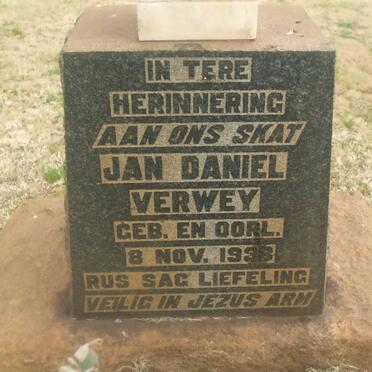 IN TERE
HERINNERING
AAN ONS SKAT
JAN DANIEL
VERWEY
GEB. EN OORL.
8 NOV. 1938
RUS SAG LIEFELING
VEILIG IN JEZUS ARM